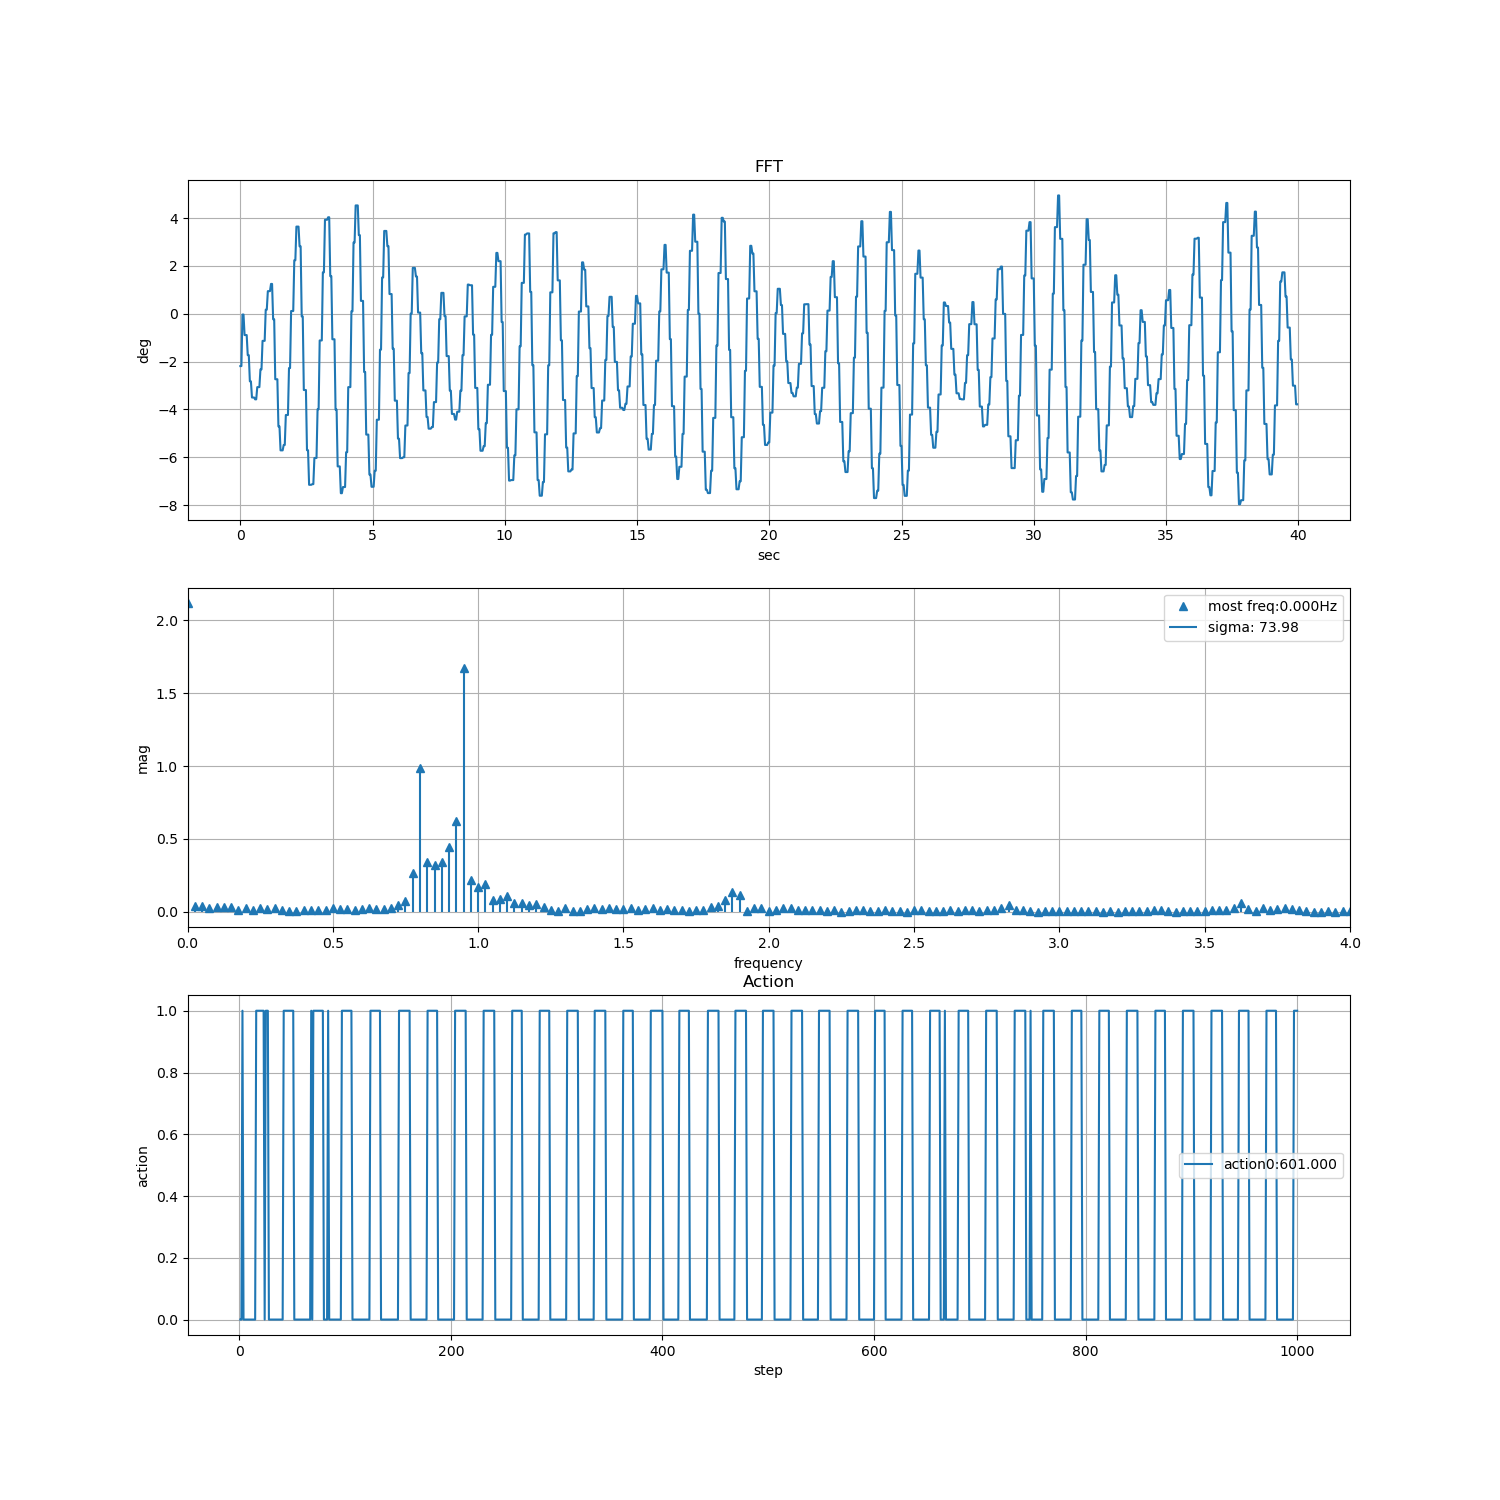 FFT
4
2
0
−2
−4
−6
−8
deg
0 5 10 15 20 25 30 35 40
sec
most freq:0.000Hz
sigma: 73.98
2.0
1.5
1.0
0.5
0.0
mag
0.0 0.5 1.0 1.5 2.0 2.5 3.0 3.5 4.0
frequency
Action
1.0
0.8
0.6
0.4
0.2
0.0
action
action0:601.000
0 200 400 600 800 1000
step